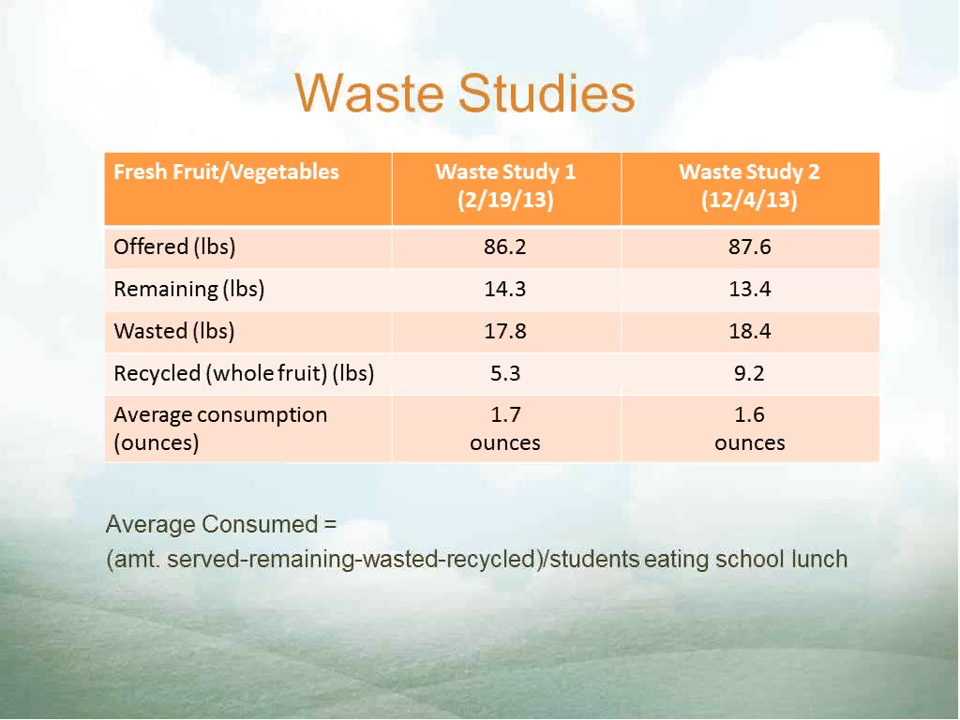 Waste Studies
Fresh Fruit/Vegetables Waste Study 1 Waste Study 2
(2/19/13) (12/4/13)
Offered (lbs) 86.2 87.6
Remaining (lbs) 14.3 13.4
Wasted (lbs) 17.8 18.4
Recycled (whole fruit) (lbs) 5.3 9.2
Average consumption 1.7 1.6
(ounces) ounces ounces
Average Consumed =
(amt. served-remaining-wasted-recycled)/students eating school lunch